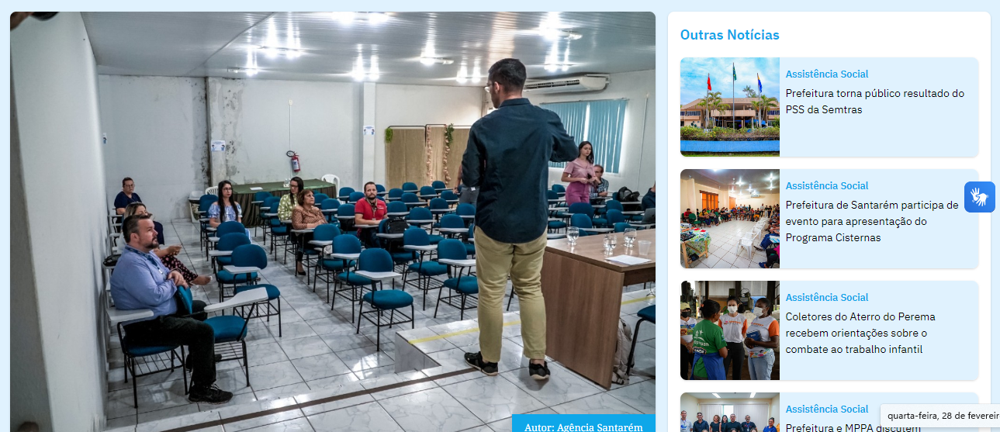 Autor: Agência Santarém
Outras Notícias
Assistência Social
Prefeitura torna público resultado do
PSS da Semtras
Assistência Social
Prefeitura de Santarém participa de
evento para apresentação do
Programa Cisternas
Assistência Social
Coletores do Aterro do Perema
recebem orientações sobre o
combate ao trabalho infantil
Assistência Social
Prefeitura e MPPA discutem
quarta-feira, 28 de fevereir